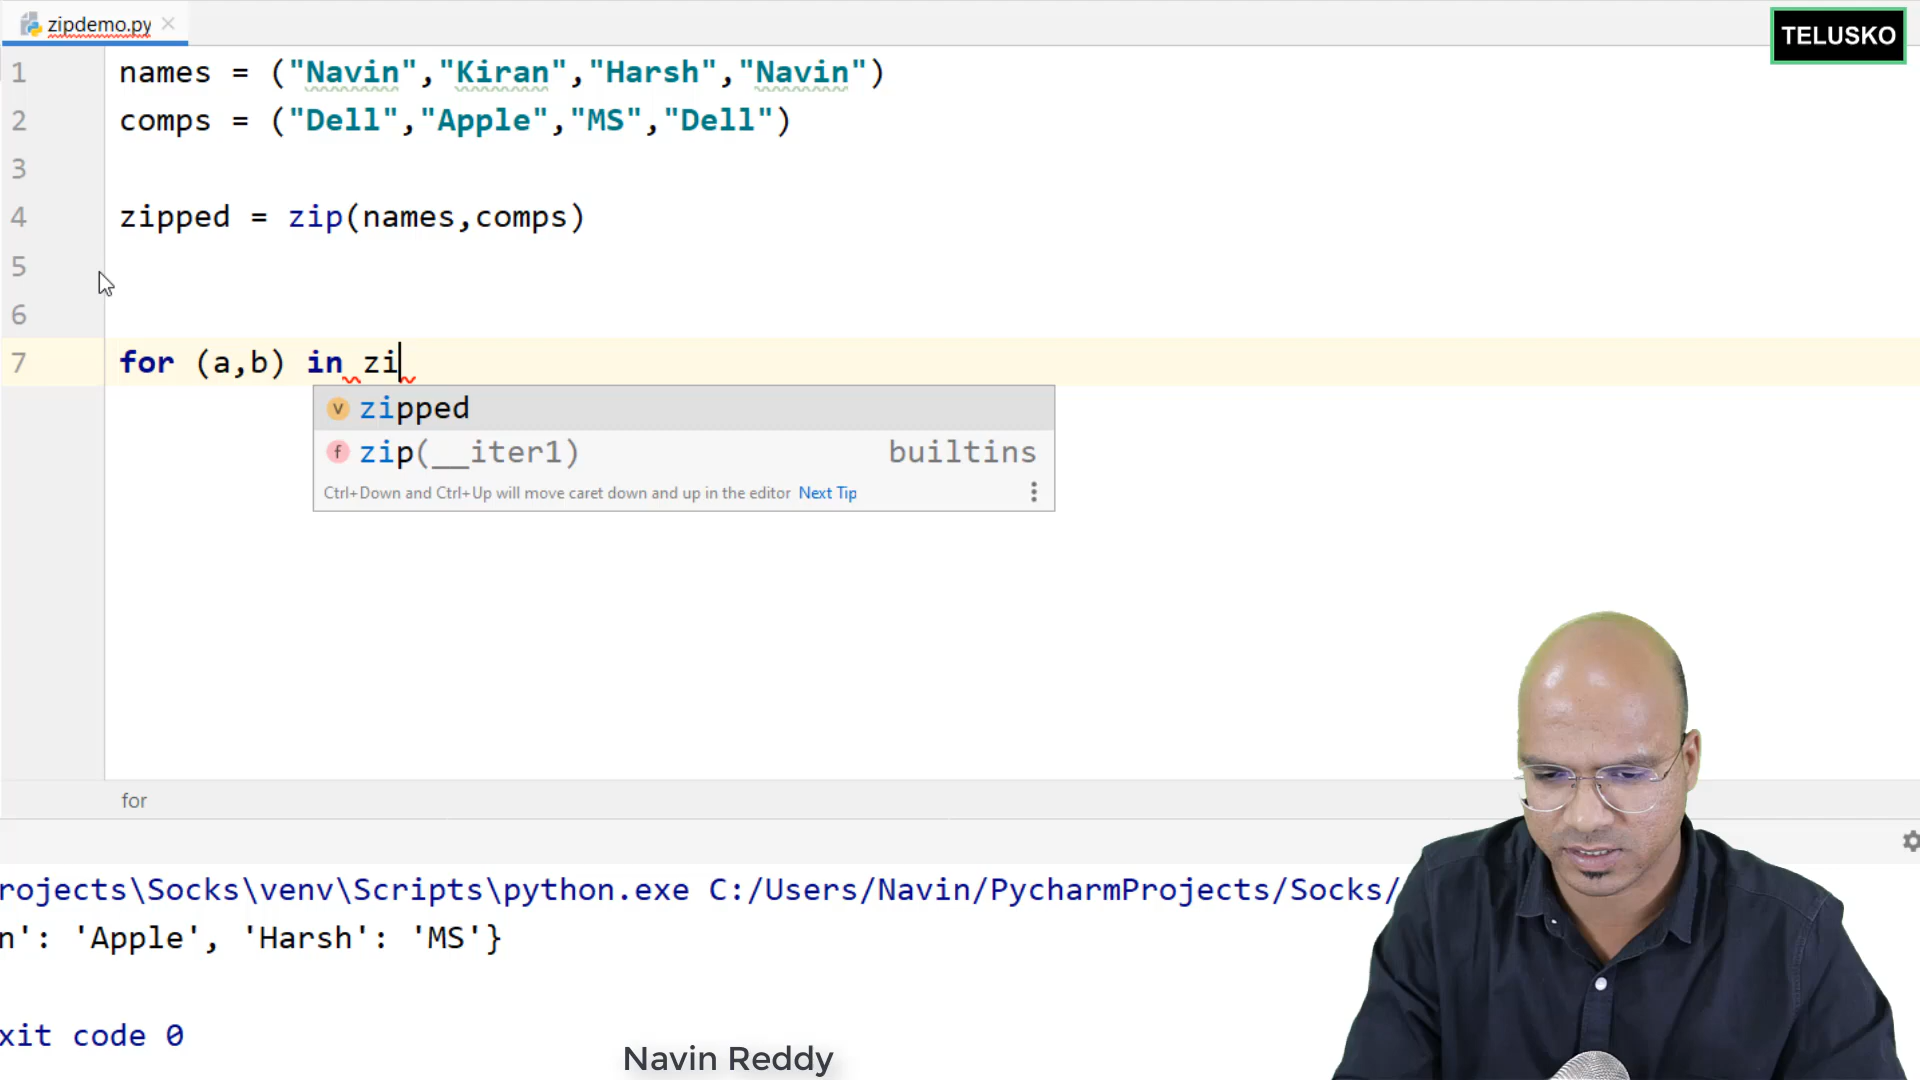 zipdemo.py
TELUSKO
1 names = ("Navin","Kiran","Harsh","Navin")
2 comps = ("Dell","Apple","MS","Dell")
3
4 zipped = zip(names,comps)
5
6
7 for (a,b) in zi
v zipped
f zip(__iter1) builtins
Ctrl+Down and Ctrl+Up will move caret down and up in the editor Next Tip
for
rojects\Socks\venv\Scripts\python.exe C:/Users/Navin/PycharmProjects/Socks/
n': 'Apple', 'Harsh': 'MS'}
xit code 0
Navin Reddy